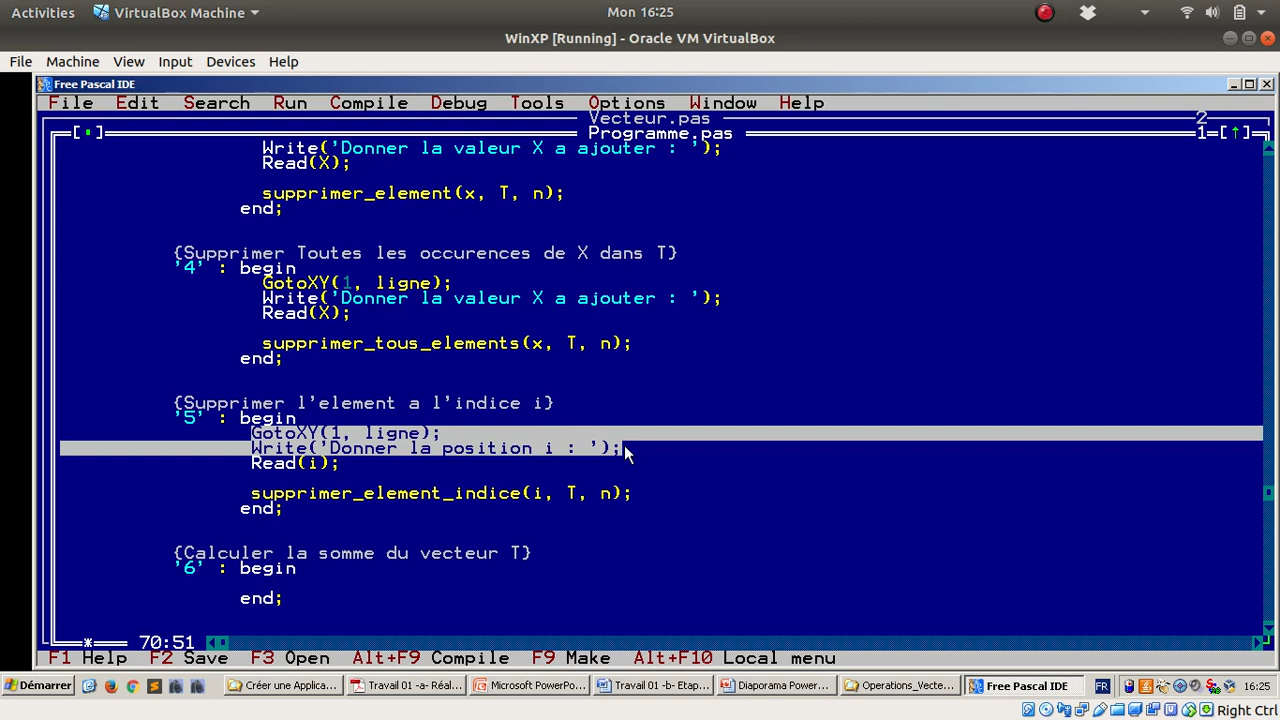 Activities VirtualBox Machine Mon 16:25
WinXP [Running] - Oracle VM VirtualBox
File Machine View Input Devices Help
Free Pascal IDE
File Edit Search Run Compile Debug Tools Options Window Help
Vecteur.pas 2
[▪] Programme.pas 1=[↑]
Write('Donner la valeur X a ajouter : ');
Read(X);
supprimer_element(x, T, n);
end;
{Supprimer Toutes les occurences de X dans T}
'4' : begin
GotoXY(1, ligne);
Write('Donner la valeur X a ajouter : ');
Read(X);
supprimer_tous_elements(x, T, n);
end;
{Supprimer l'element a l'indice i}
'5' : begin
GotoXY(1, ligne);
Write('Donner la position i : ');
Read(i);
supprimer_element_indice(i, T, n);
end;
{Calculer la somme du vecteur T}
'6' : begin
end;
* 70:51
F1 Help F2 Save F3 Open Alt+F9 Compile F9 Make Alt+F10 Local menu
Démarrer Créer une Applica... Travail 01 -a- Réal... Microsoft PowerPo... Travail 01 -b- Etap... Diaporama Power... Operations_Vecte... Free Pascal IDE FR 16:25
Right Ctrl